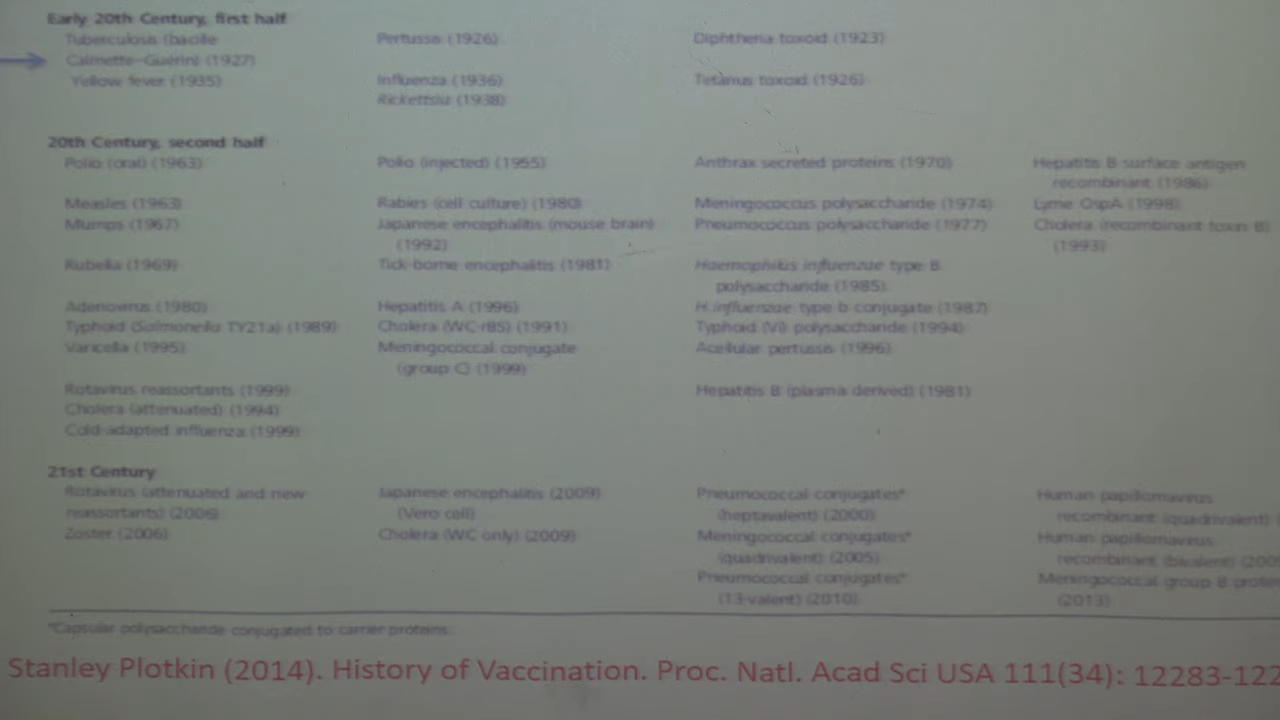 Early 20th Century, first half
Tuberculosis (bacille Pertussis (1926) Diphtheria toxoid (1923)
Calmette–Guérin) (1927)
Yellow fever (1935) Influenza (1936) Tetanus toxoid (1926)
Rickettsia (1938)
20th Century, second half
Polio (oral) (1963) Polio (injected) (1955) Anthrax secreted proteins (1970) Hepatitis B surface antigen
recombinant (1986)
Measles (1963) Rabies (cell culture) (1980) Meningococcus polysaccharide (1974) Lyme OspA (1998)
Mumps (1967) Japanese encephalitis (mouse brain) Pneumococcus polysaccharide (1977) Cholera (recombinant toxin B)
(1992) (1993)
Rubella (1969) Tick-borne encephalitis (1981) Haemophilus influenzae type B
polysaccharide (1985)
Adenovirus (1980) Hepatitis A (1996) H. influenzae type b conjugate (1987)
Typhoid (Salmonella TY21a) (1989) Cholera (WC-rBS) (1991) Typhoid (Vi) polysaccharide (1994)
Varicella (1995) Meningococcal conjugate Acellular pertussis (1996)
(group C) (1999)
Rotavirus reassortants (1999) Hepatitis B (plasma derived) (1981)
Cholera (attenuated) (1994)
Cold-adapted influenza (1999)
21st Century
Rotavirus (attenuated and new Japanese encephalitis (2009) Pneumococcal conjugates* Human papillomavirus
reassortants) (2006) (Vero cell) (heptavalent) (2000) recombinant (quadrivalent)
Zoster (2006) Cholera (WC only) (2009) Meningococcal conjugates* Human papillomavirus
(quadrivalent) (2005) recombinant (bivalent) (200
Pneumococcal conjugates* Meningococcal group B prote
(13-valent) (2010) (2013)
*Capsular polysaccharide conjugated to carrier proteins.
Stanley Plotkin (2014). History of Vaccination. Proc. Natl. Acad Sci USA 111(34): 12283-122